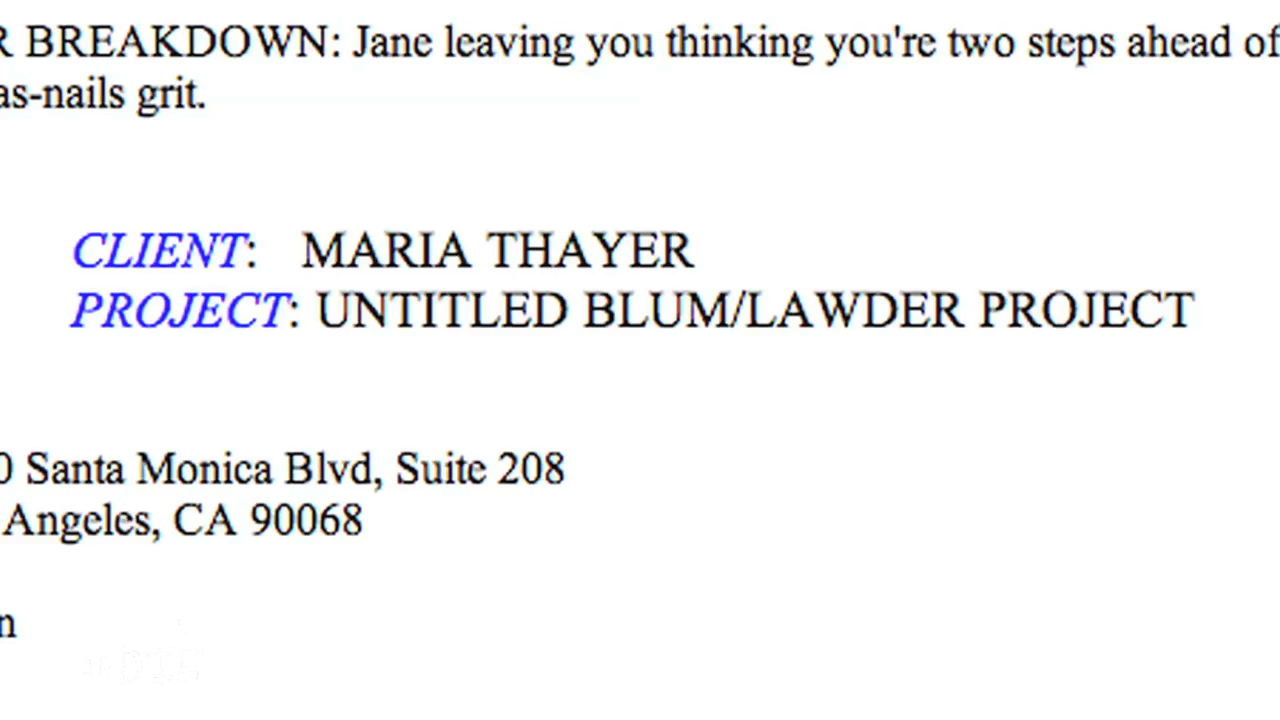 R BREAKDOWN: Jane leaving you thinking you're two steps ahead of
as-nails grit.
CLIENT: MARIA THAYER
PROJECT: UNTITLED BLUM/LAWDER PROJECT
0 Santa Monica Blvd, Suite 208
Angeles, CA 90068
n